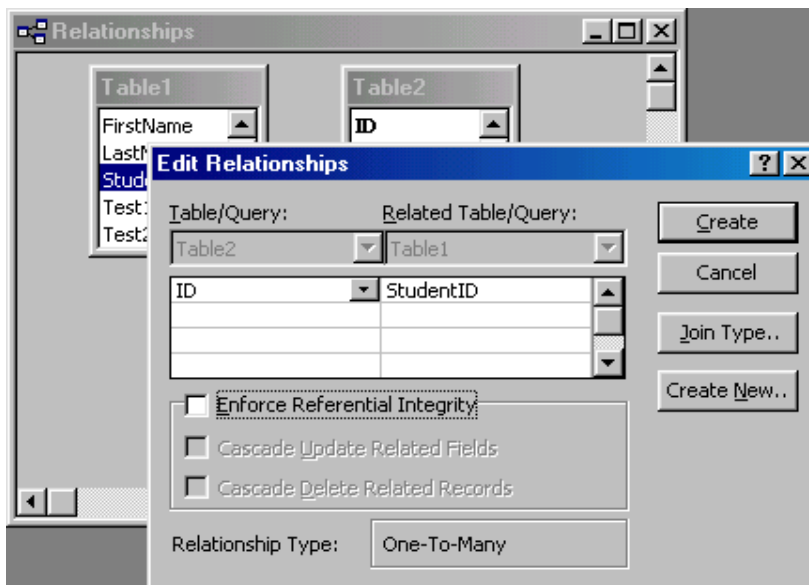 Relationships
Table1
Table2
FirstName
ID
Edit Relationships
Table/Query:
Related Table/Query:
Create
Table2
Table1
Cancel
ID
StudentID
Join Type..
Create New..
Enforce Referential Integrity
Cascade Update Related Fields
Cascade Delete Related Records
Relationship Type:
One-To-Many